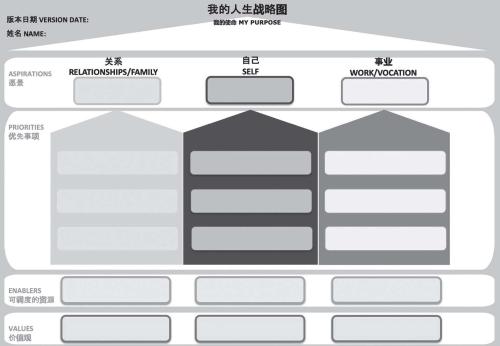 我的人生战略图
版本日期 VERSION DATE:
我的使命 MY PURPOSE
姓名 NAME:
关系
RELATIONSHIPS/FAMILY
自己
SELF
事业
WORK/VOCATION
ASPIRATIONS
愿景
PRIORITIES
优先事项
ENABLERS
可调度的资源
VALUES
价值观